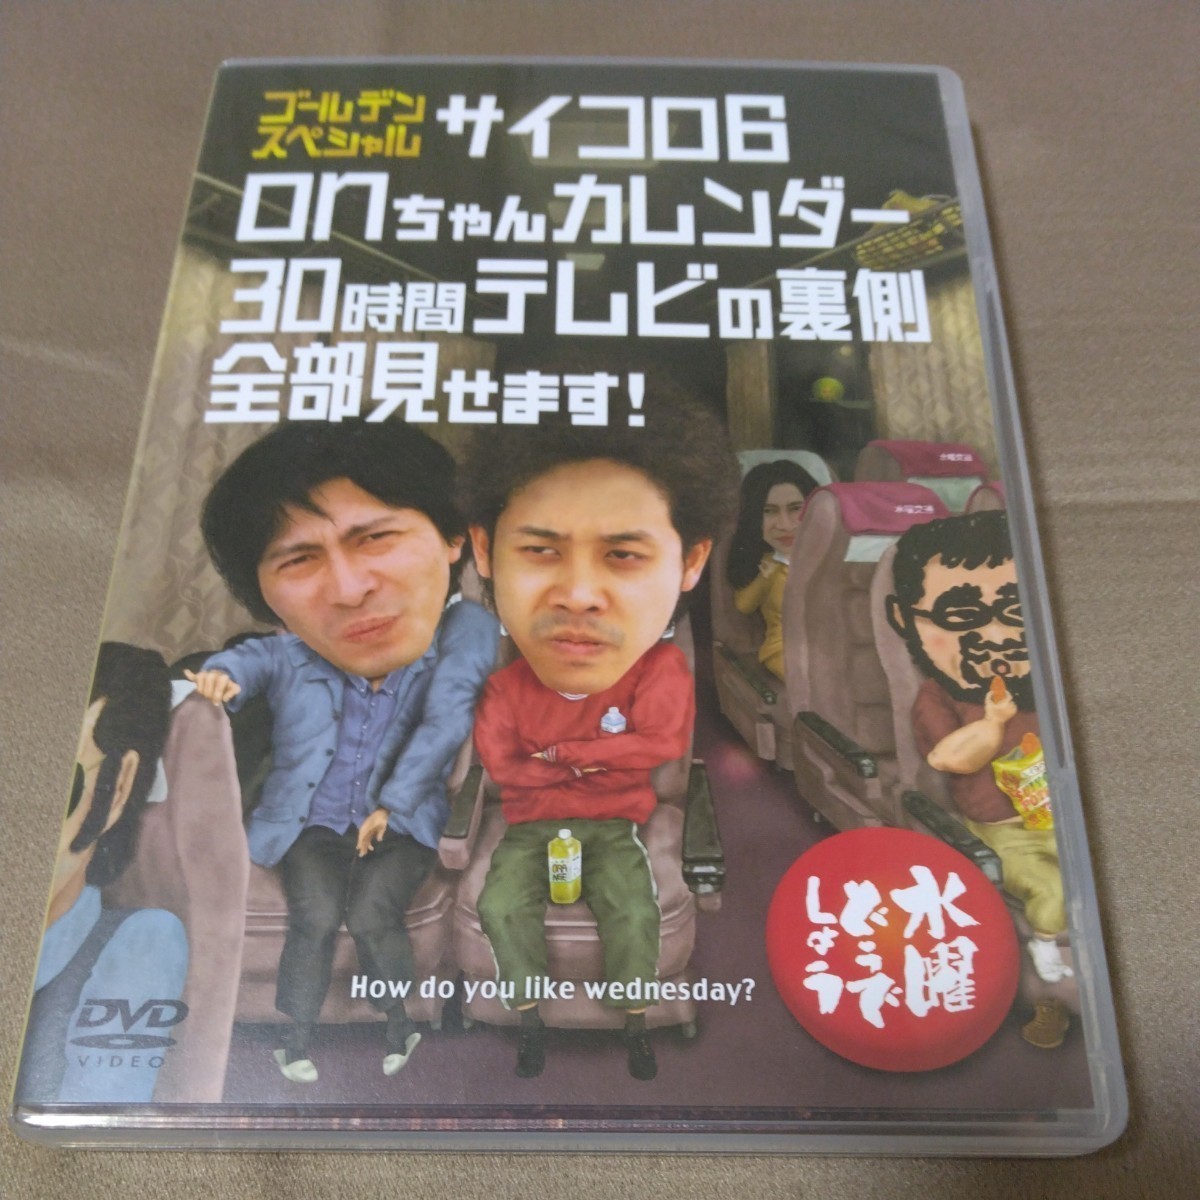 ゴールデン
スペシャル
サイコロ6
onちゃんカレンダー
30時間テレビの裏側
全部見せます!
水曜
どうで
しょう
How do you like wednesday?
DVD
VIDEO